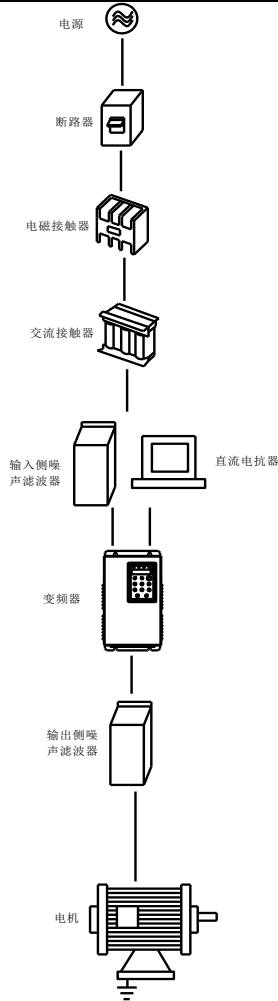 电源
断路器
电磁接触器
交流接触器
输入侧噪
声滤波器
直流电抗器
变频器
输出侧噪
声滤波器
电机